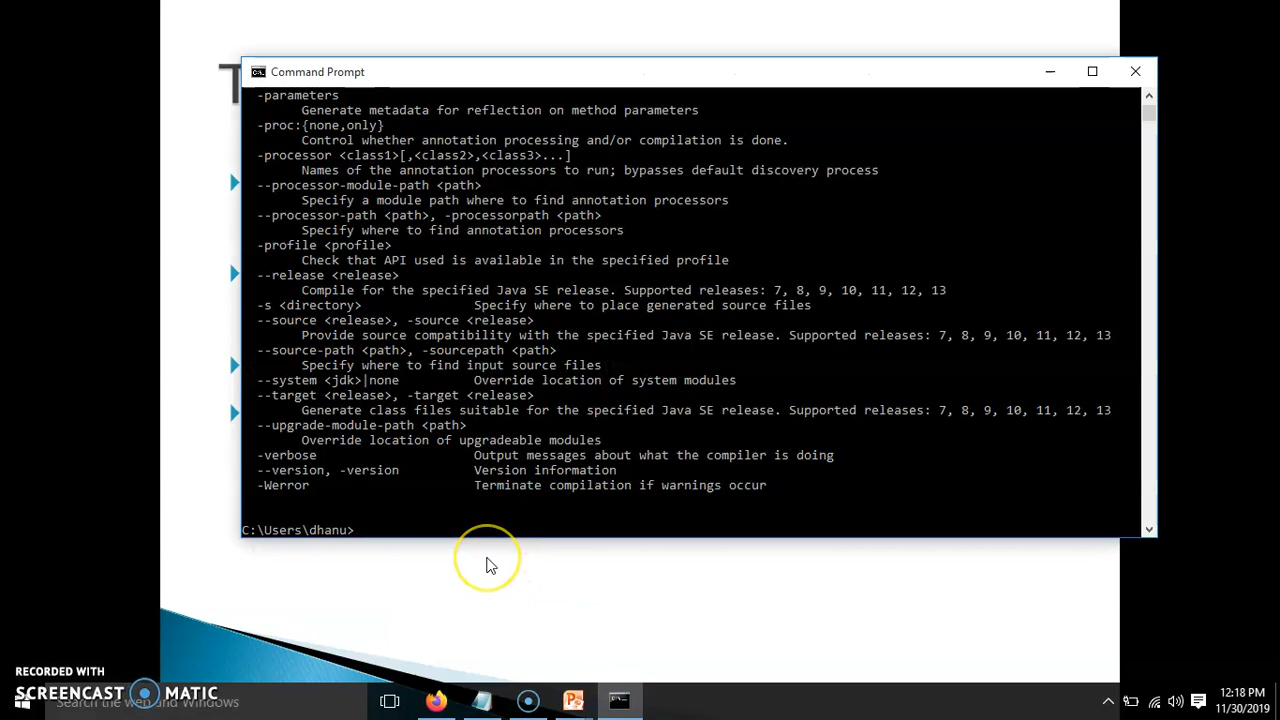 T
Command Prompt
-parameters
Generate metadata for reflection on method parameters
-proc:{none,only}
Control whether annotation processing and/or compilation is done.
-processor <class1>[,<class2>,<class3>...]
Names of the annotation processors to run; bypasses default discovery process
--processor-module-path <path>
Specify a module path where to find annotation processors
--processor-path <path>, -processorpath <path>
Specify where to find annotation processors
-profile <profile>
Check that API used is available in the specified profile
--release <release>
Compile for the specified Java SE release. Supported releases: 7, 8, 9, 10, 11, 12, 13
-s <directory> Specify where to place generated source files
--source <release>, -source <release>
Provide source compatibility with the specified Java SE release. Supported releases: 7, 8, 9, 10, 11, 12, 13
--source-path <path>, -sourcepath <path>
Specify where to find input source files
--system <jdk>|none Override location of system modules
--target <release>, -target <release>
Generate class files suitable for the specified Java SE release. Supported releases: 7, 8, 9, 10, 11, 12, 13
--upgrade-module-path <path>
Override location of upgradeable modules
-verbose Output messages about what the compiler is doing
--version, -version Version information
-Werror Terminate compilation if warnings occur
C:\Users\dhanu>
RECORDED WITH
SCREENCAST MATIC
Search the web and Windows
12:18 PM
11/30/2019